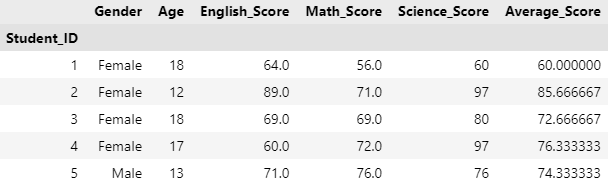 Gender Age English_Score Math_Score Science_Score Average_Score
Student_ID
1 Female 18 64.0 56.0 60 60.000000
2 Female 12 89.0 71.0 97 85.666667
3 Female 18 69.0 69.0 80 72.666667
4 Female 17 60.0 72.0 97 76.333333
5 Male 13 71.0 76.0 76 74.333333